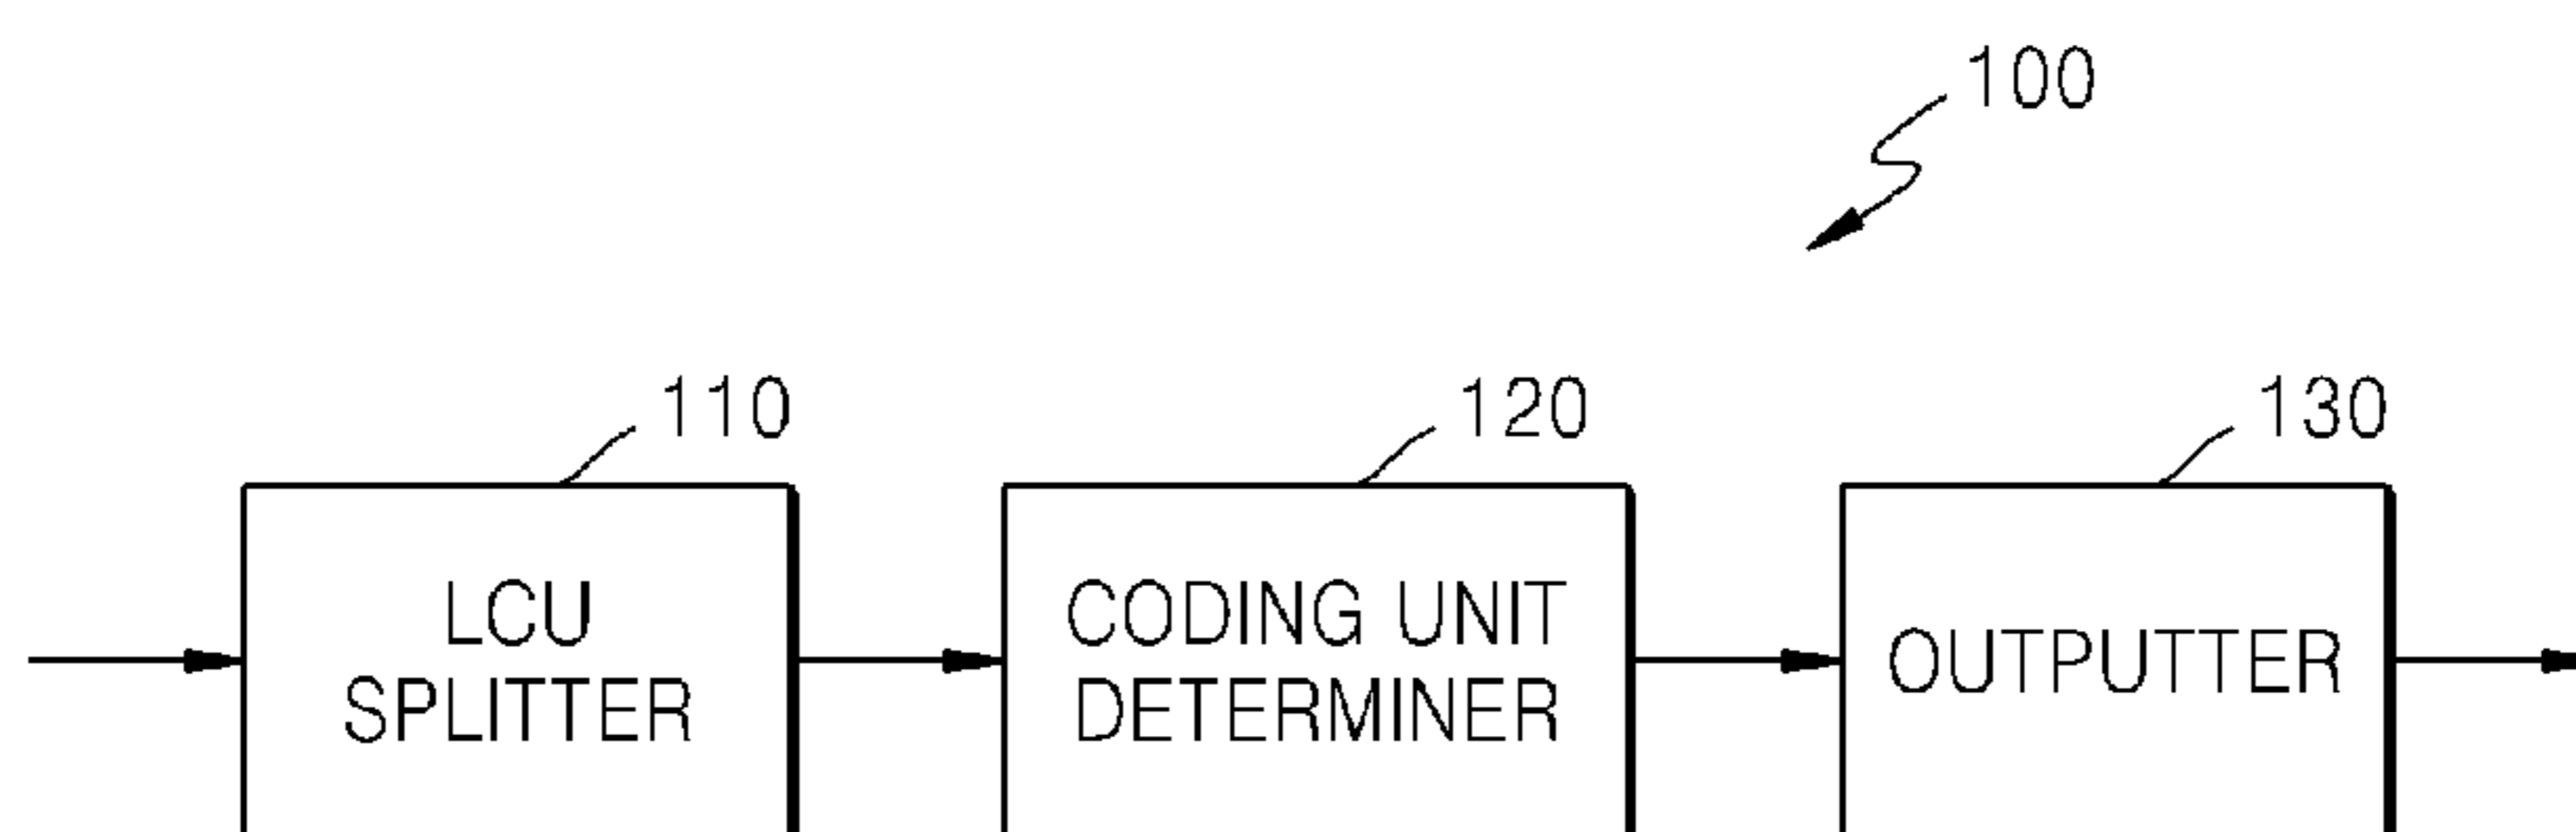 100
110
120
130
LCU
SPLITTER
CODING UNIT
DETERMINER
OUTPUTTER